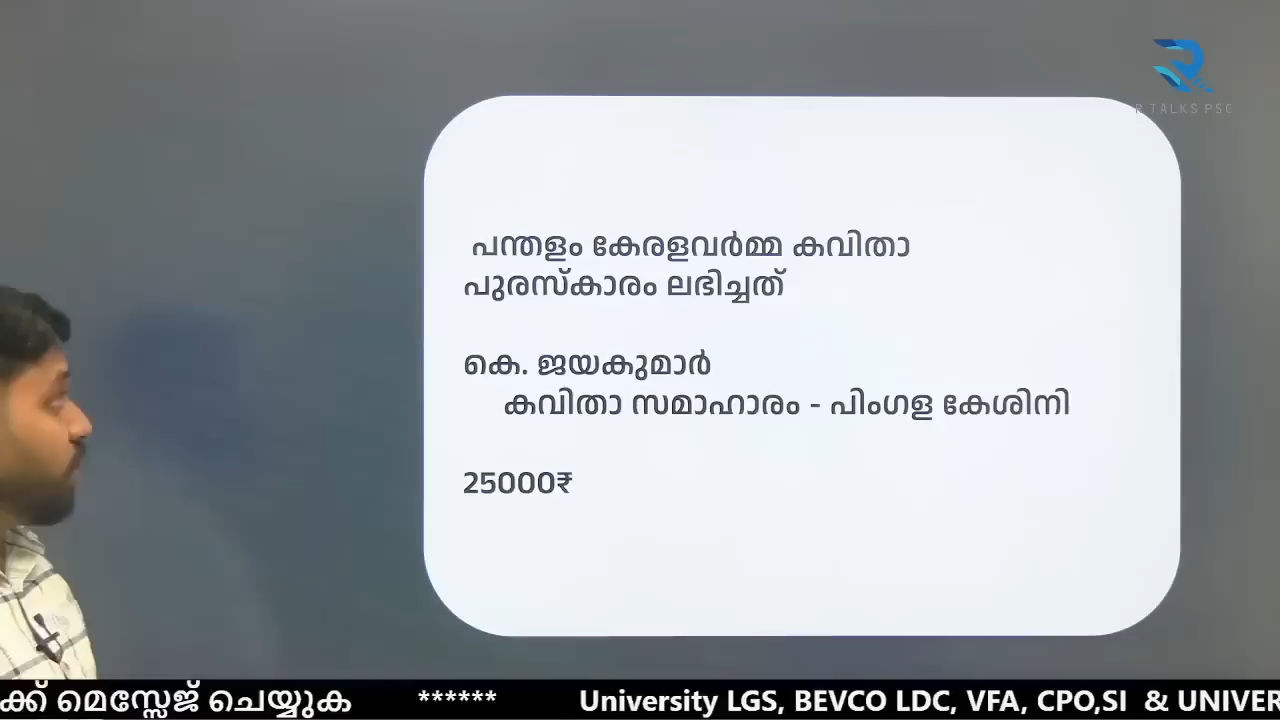 R TALKS PSC
പന്തളം കേരളവർമ്മ കവിതാ
പുരസ്കാരം ലഭിച്ചത്
കെ. ജയകുമാർ
കവിതാ സമാഹാരം - പിംഗള കേശിനി
25000₹
ക്ക് മെസ്സേജ് ചെയ്യുക ****** University LGS, BEVCO LDC, VFA, CPO,SI & UNIVER